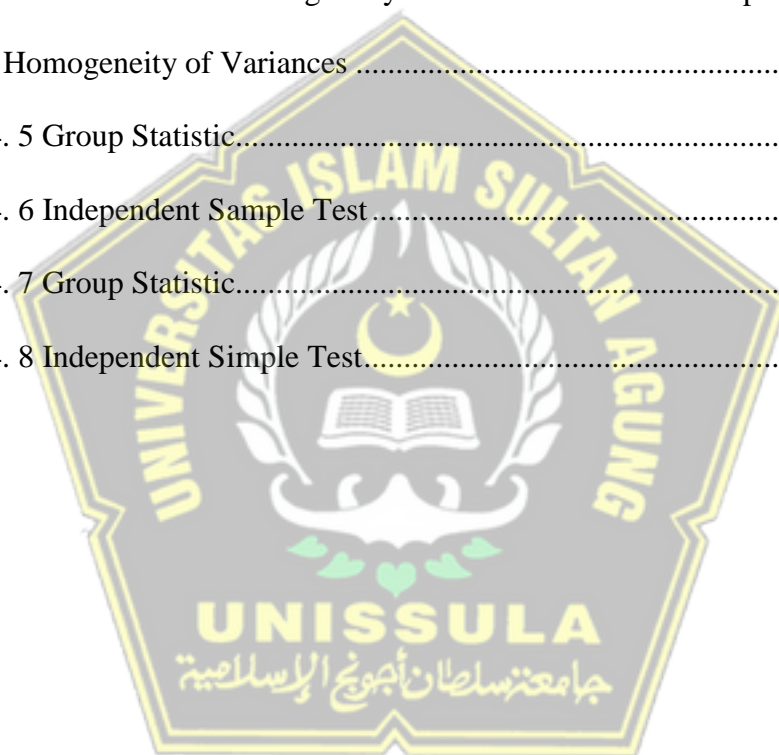 Homogeneity of Variances ........................................................
. 5 Group Statistic.......................................................................
. 6 Independent Sample Test .....................................................
. 7 Group Statistic.......................................................................
. 8 Independent Simple Test......................................................
UNIVERSITAS ISLAM SULTAN AGUNG
UNISSULA
جامعة سلطان أجونج الإسلامية